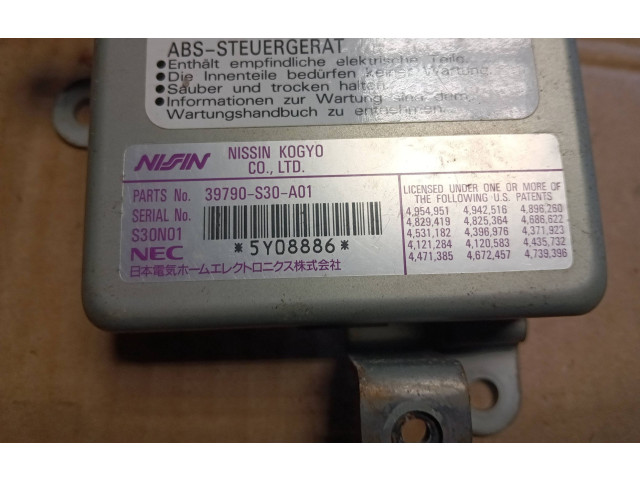 ABS-STEUERGERÄT
●Enthält empfindliche elektrische Teile.
●Die Innenteile bedürfen keiner Wartung.
●Sauber und trocken halten.
●Informationen zur Wartung sind dem
Wartungshandbuch zu entnehmen.
NISSIN NISSIN KOGYO
CO., LTD.
PARTS No. 39790-S30-A01
SERIAL No.
S30N01
*5Y08886*
NEC
日本電気ホームエレクトロニクス株式会社
LICENSED UNDER ONE OR MORE OF
THE FOLLOWING U.S. PATENTS
4,954,951 4,942,516 4,896,260
4,829,419 4,825,364 4,686,622
4,531,182 4,396,976 4,371,923
4,121,284 4,120,583 4,435,732
4,471,385 4,672,457 4,739,396